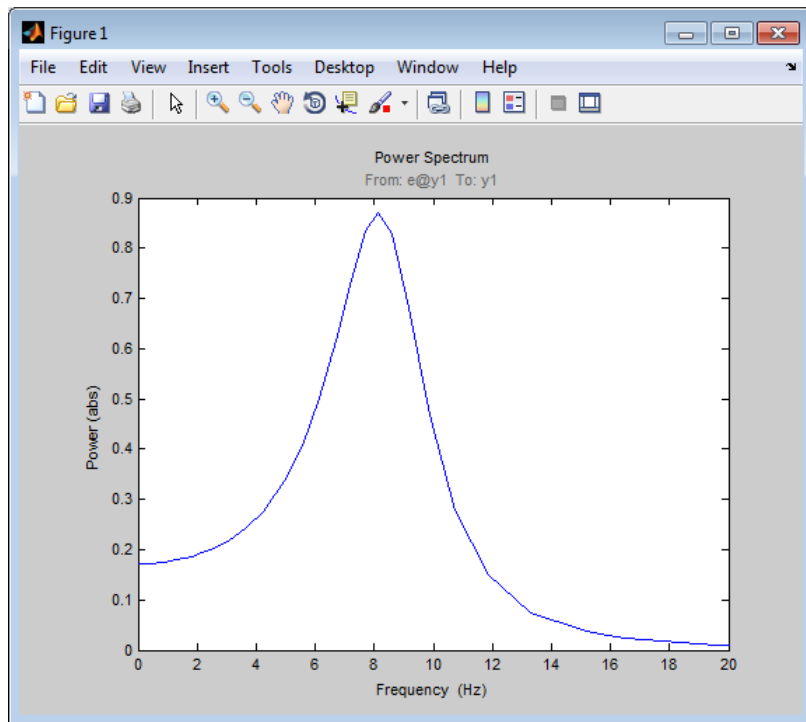 Figure 1
File Edit View Insert Tools Desktop Window Help
Power Spectrum
From: e@y1 To: y1
0.9
0.8
0.7
0.6
0.5
0.4
0.3
0.2
0.1
0
Power (abs)
0 2 4 6 8 10 12 14 16 18 20
Frequency (Hz)